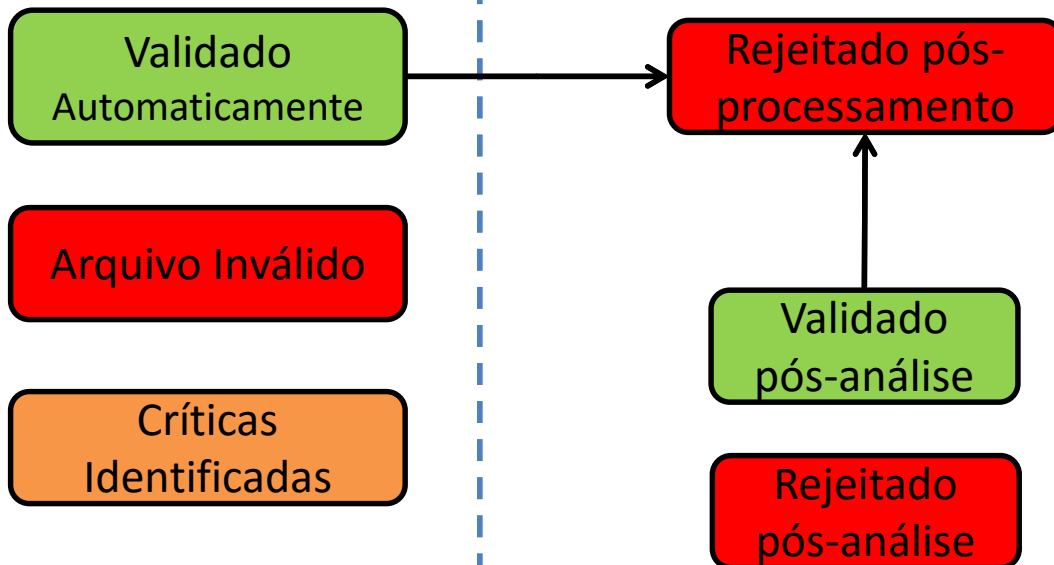 Validado
Automaticamente
Rejeitado pós-
processamento
Arquivo Inválido
Validado
pós-análise
Críticas
Identificadas
Rejeitado
pós-análise